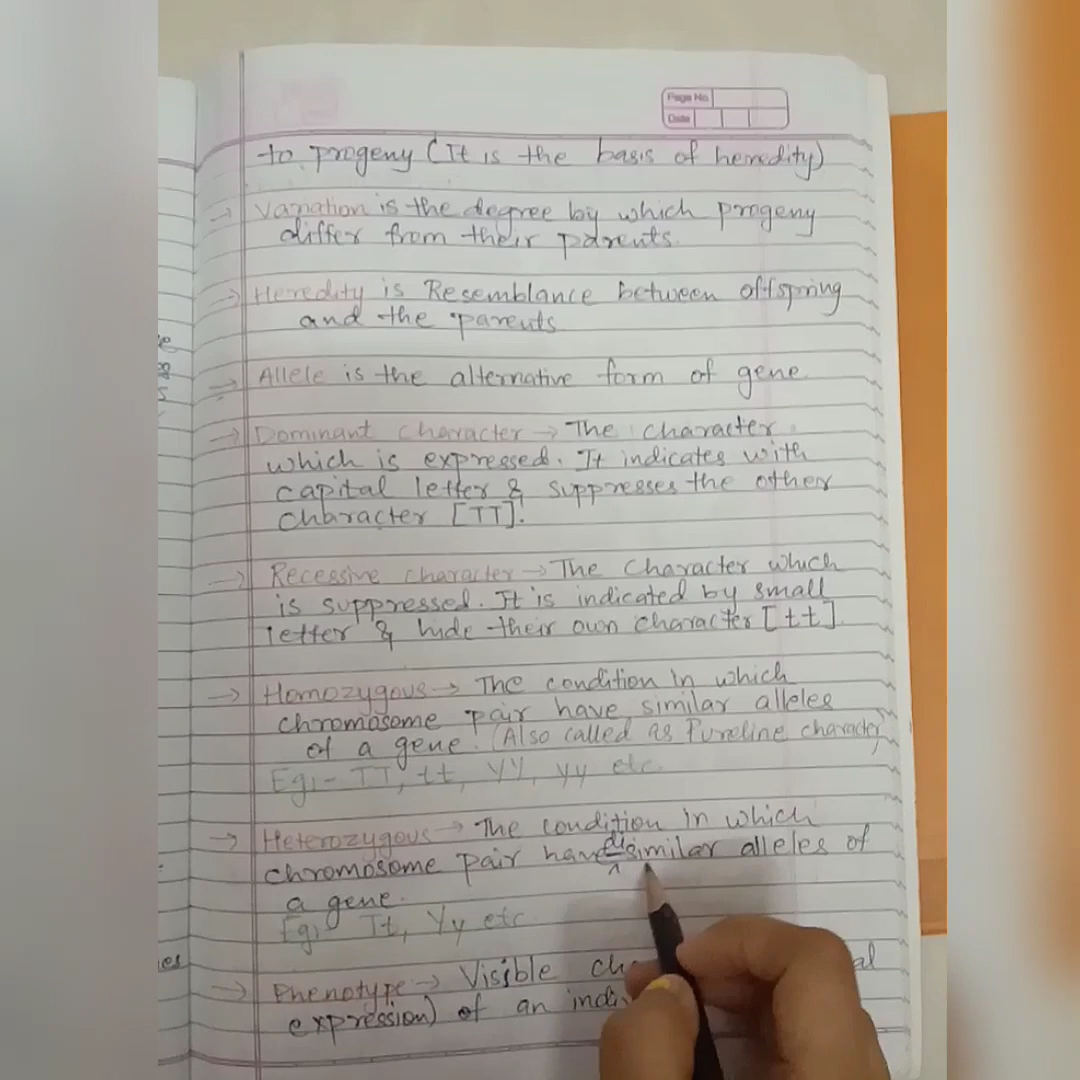 Page No.
Date
to progeny (It is the basis of heredity)
→ Variation is the degree by which progeny
differ from their parents.
→ Heredity is Resemblance between offspring
and the parents
→ Allele is the alternative form of gene
→ Dominant character → The character
which is expressed. It indicates with
capital letter & suppresses the other
character [TT].
→ Recessive character → The character which
is suppressed. It is indicated by small
letter & hide their own character [tt]
→ Homozygous → The condition in which
chromosome pair have similar alleles
of a gene. (Also called as Pureline character)
Eg:- TT, tt, YY, yy etc
→ Heterozygous → The condition in which
chromosome pair have similar alleles of
a gene.
Eg:- Tt, Yy etc
→ Phenotype → Visible
expression) of an
es